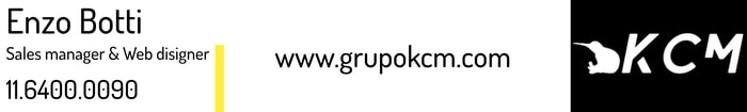 Enzo Botti
Sales manager & Web disigner
11.6400.0090
www.grupokcm.com
KCM